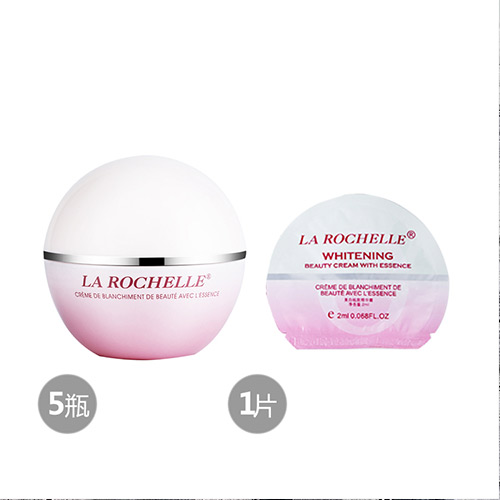 LA ROCHELLE®
CRÈME DE BLANCHIMENT DE BEAUTÉ AVEC L'ESSENCE
LA ROCHELLE®
WHITENING
BEAUTY CREAM WITH ESSENCE
CRÈME DE BLANCHIMENT DE
BEAUTÉ AVEC L'ESSENCE
e 2ml 0.068FL.OZ
5瓶
1片